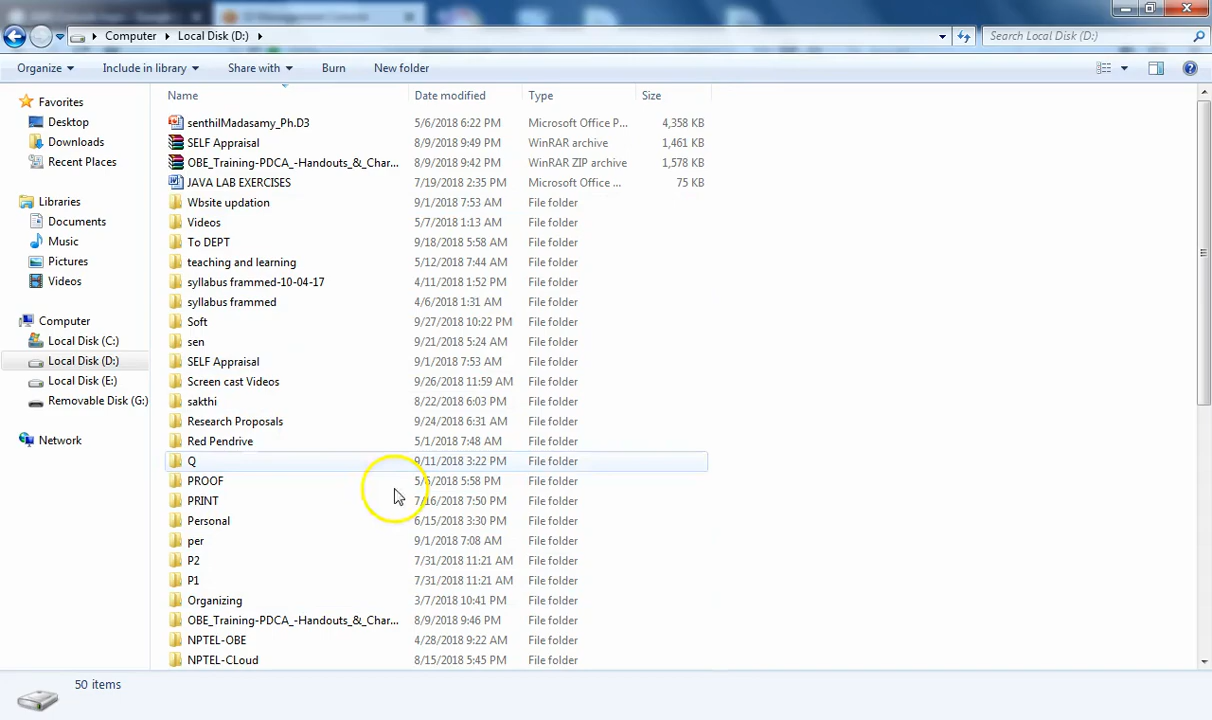 Computer Local Disk (D:) Search Local Disk (D:)
Organize Include in library Share with Burn New folder
Name Date modified Type Size
Favorites
Desktop
Downloads
Recent Places
Libraries
Documents
Music
Pictures
Videos
Computer
Local Disk (C:)
Local Disk (D:)
Local Disk (E:)
Removable Disk (G:)
Network
senthilMadasamy_Ph.D3 5/6/2018 6:22 PM Microsoft Office P... 4,358 KB
SELF Appraisal 8/9/2018 9:49 PM WinRAR archive 1,461 KB
OBE_Training-PDCA_-Handouts_&_Char... 8/9/2018 9:42 PM WinRAR ZIP archive 1,578 KB
JAVA LAB EXERCISES 7/19/2018 2:35 PM Microsoft Office ... 75 KB
Wbsite updation 9/1/2018 7:53 AM File folder
Videos 5/7/2018 1:13 AM File folder
To DEPT 9/18/2018 5:58 AM File folder
teaching and learning 5/12/2018 7:44 AM File folder
syllabus frammed-10-04-17 4/11/2018 1:52 PM File folder
syllabus frammed 4/6/2018 1:31 AM File folder
Soft 9/27/2018 10:22 PM File folder
sen 9/21/2018 5:24 AM File folder
SELF Appraisal 9/1/2018 7:53 AM File folder
Screen cast Videos 9/26/2018 11:59 AM File folder
sakthi 8/22/2018 6:03 PM File folder
Research Proposals 9/24/2018 6:31 AM File folder
Red Pendrive 5/1/2018 7:48 AM File folder
Q 9/11/2018 3:22 PM File folder
PROOF 5:58 PM File folder
PRINT 7/16/2018 7:50 PM File folder
Personal 6/15/2018 3:30 PM File folder
per 9/1/2018 7:08 AM File folder
P2 7/31/2018 11:21 AM File folder
P1 7/31/2018 11:21 AM File folder
Organizing 3/7/2018 10:41 PM File folder
OBE_Training-PDCA_-Handouts_&_Char... 8/9/2018 9:46 PM File folder
NPTEL-OBE 4/28/2018 9:22 AM File folder
NPTEL-CLoud 8/15/2018 5:45 PM File folder
50 items